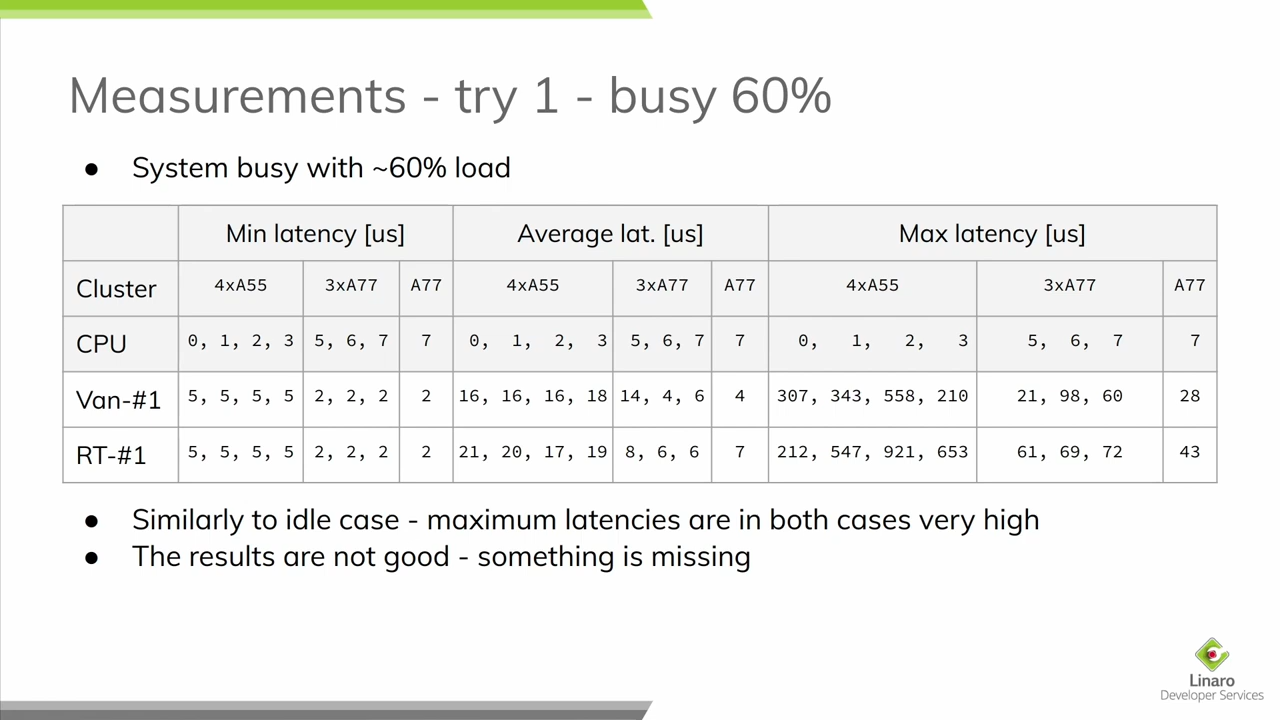 Measurements - try 1 - busy 60%
● System busy with ~60% load
Min latency [us] Average lat. [us] Max latency [us]
Cluster 4xA55 3xA77 A77 4xA55 3xA77 A77 4xA55 3xA77 A77
CPU 0, 1, 2, 3 5, 6, 7 7 0, 1, 2, 3 5, 6, 7 7 0, 1, 2, 3 5, 6, 7 7
Van-#1 5, 5, 5, 5 2, 2, 2 2 16, 16, 16, 18 14, 4, 6 4 307, 343, 558, 210 21, 98, 60 28
RT-#1 5, 5, 5, 5 2, 2, 2 2 21, 20, 17, 19 8, 6, 6 7 212, 547, 921, 653 61, 69, 72 43
● Similarly to idle case - maximum latencies are in both cases very high
● The results are not good - something is missing
Linaro
Developer Services